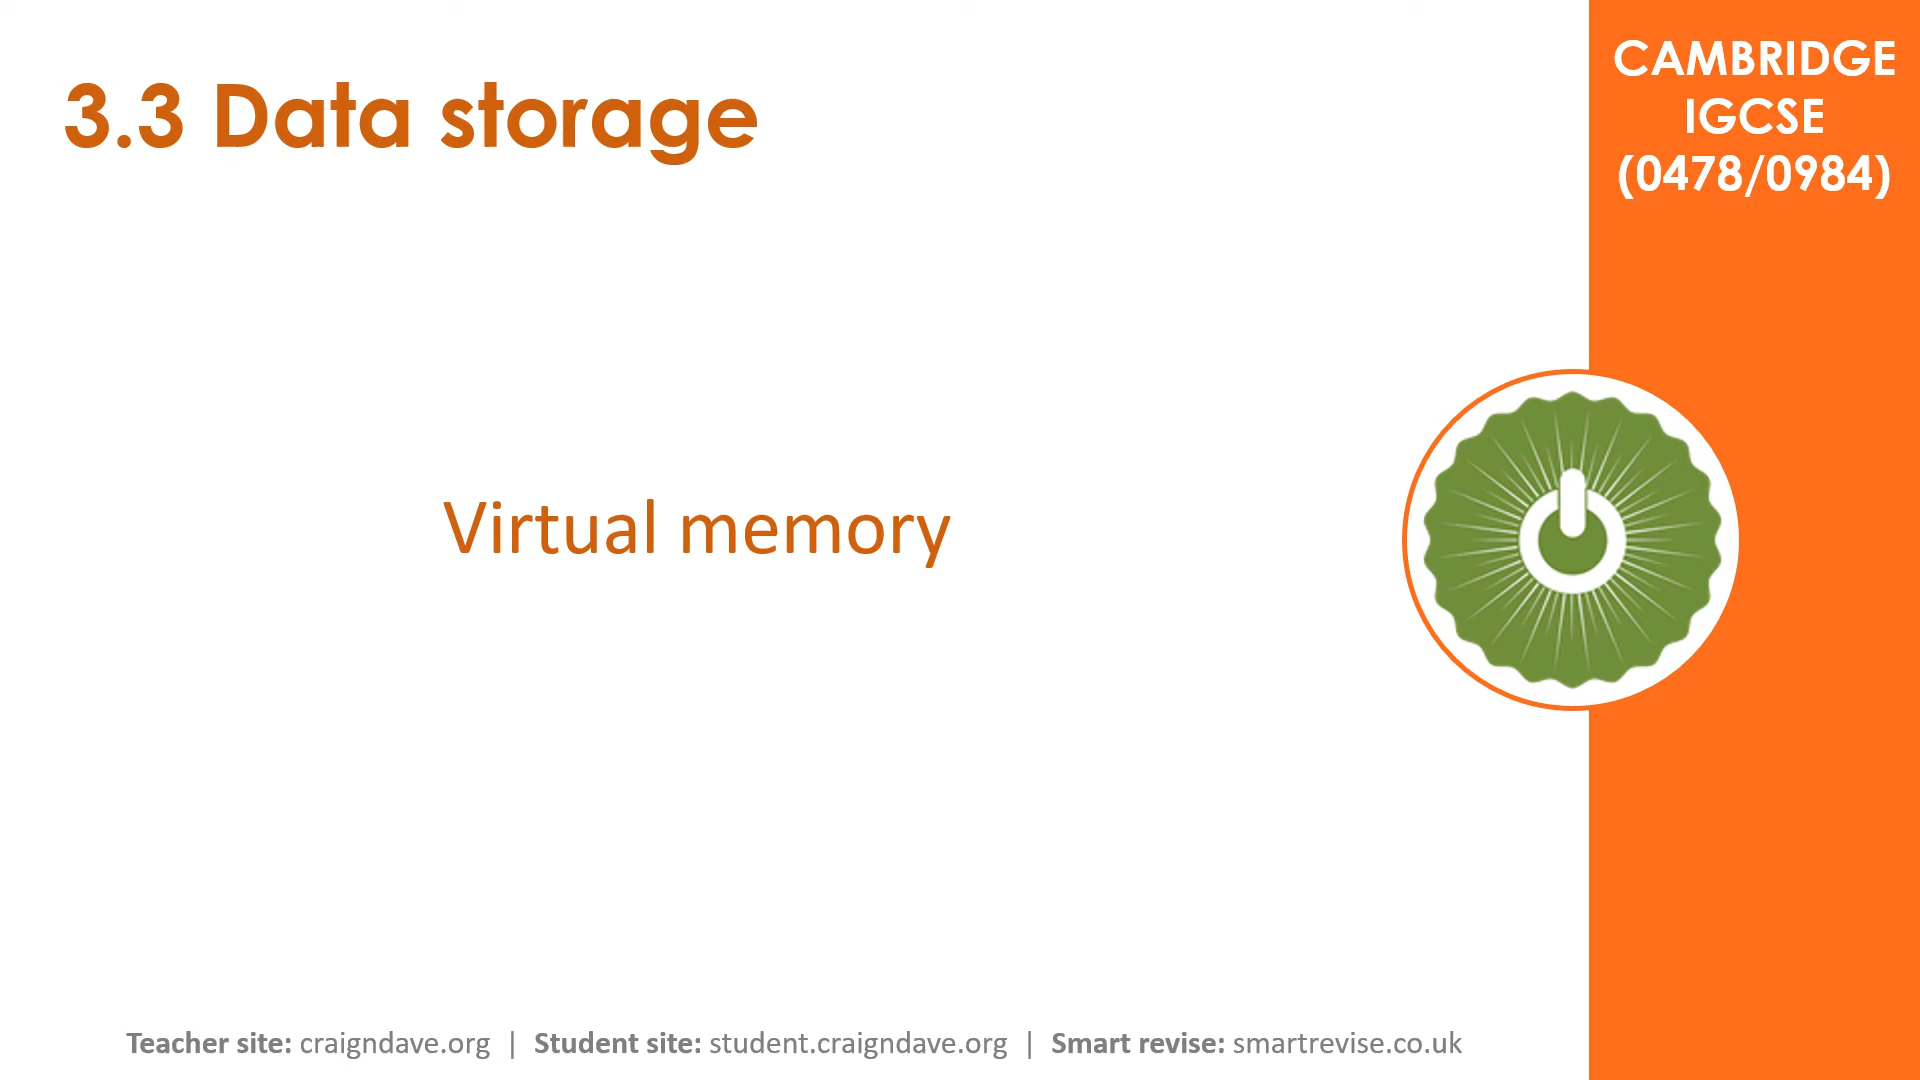 3.3 Data storage
CAMBRIDGE
IGCSE
(0478/0984)
Virtual memory
Teacher site: craigndave.org | Student site: student.craigndave.org | Smart revise: smartrevise.co.uk